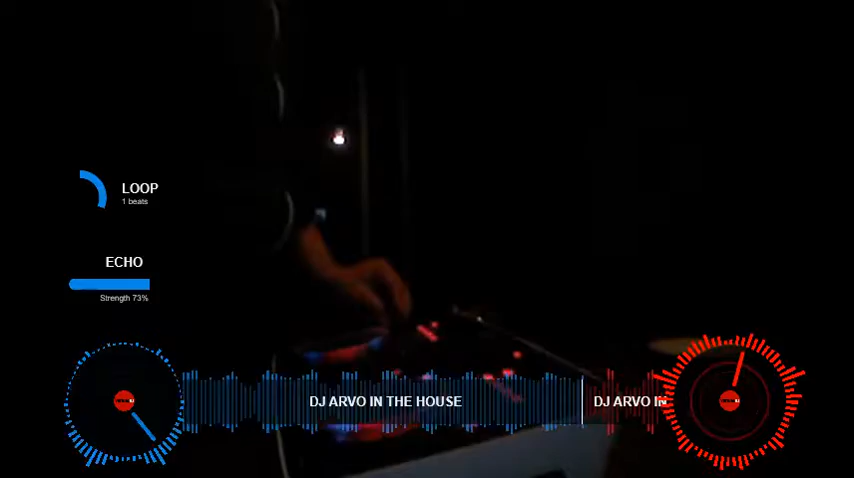 LOOP
1 beats
ECHO
Strength 73%
DJ ARVO IN THE HOUSE
DJ ARVO IN